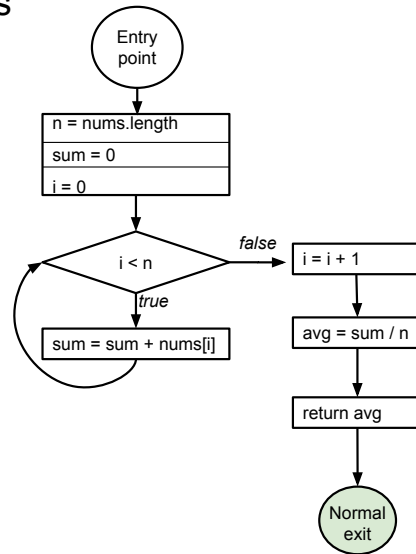 s
Entry
point
n = nums.length
sum = 0
i = 0
i < n
false
true
sum = sum + nums[i]
i = i + 1
avg = sum / n
return avg
Normal
exit